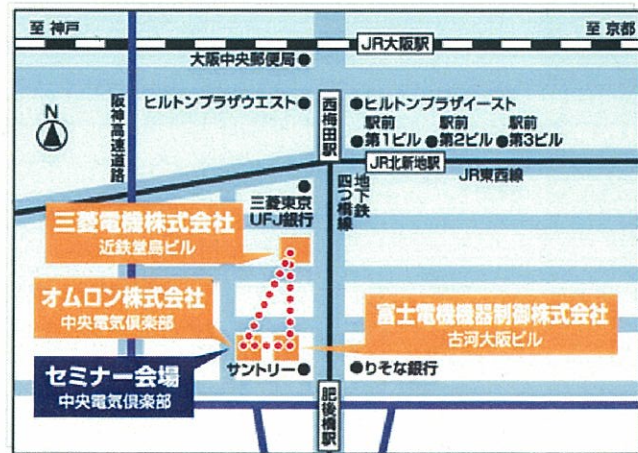 至 神戸
至 京都
JR大阪駅
大阪中央郵便局
N
阪神高速道路
ヒルトンプラザウエスト
西梅田駅
ヒルトンプラザイースト
駅前
第1ビル
駅前
第2ビル
駅前
第3ビル
JR北新地駅
JR東西線
三菱東京
UFJ銀行
地下鉄
四つ橋線
三菱電機株式会社
近鉄堂島ビル
オムロン株式会社
中央電気倶楽部
富士電機機器制御株式会社
古河大阪ビル
セミナー会場
中央電気倶楽部
サントリー
りそな銀行
肥後橋駅